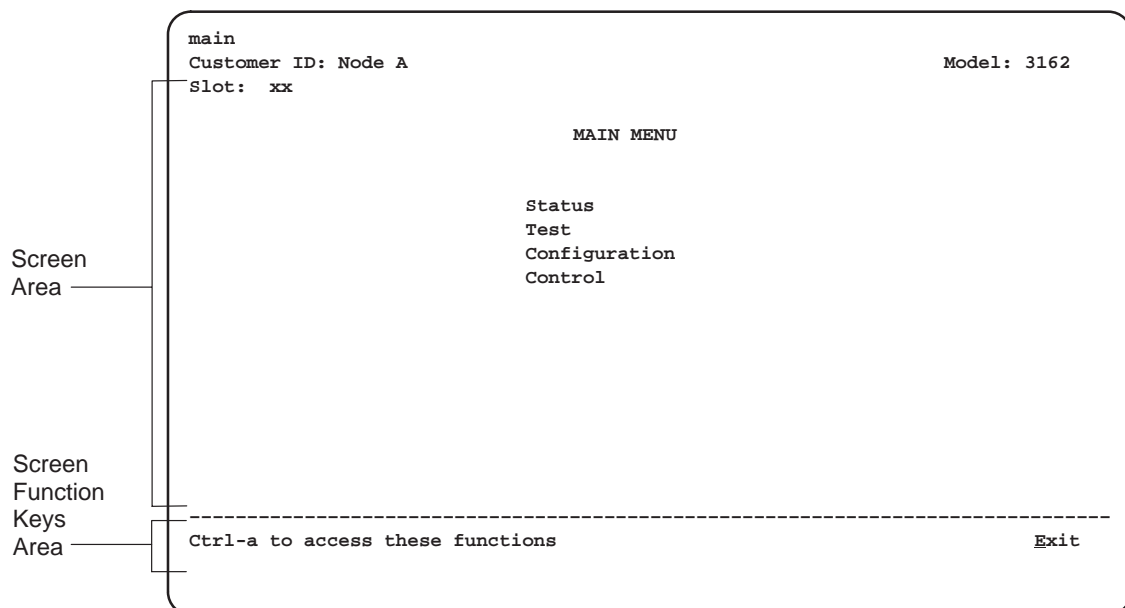 main
Customer ID: Node A Model: 3162
Slot: xx
MAIN MENU
Status
Test
Configuration
Control
Screen
Area
Screen
Function
Keys
Area
Ctrl-a to access these functions Exit